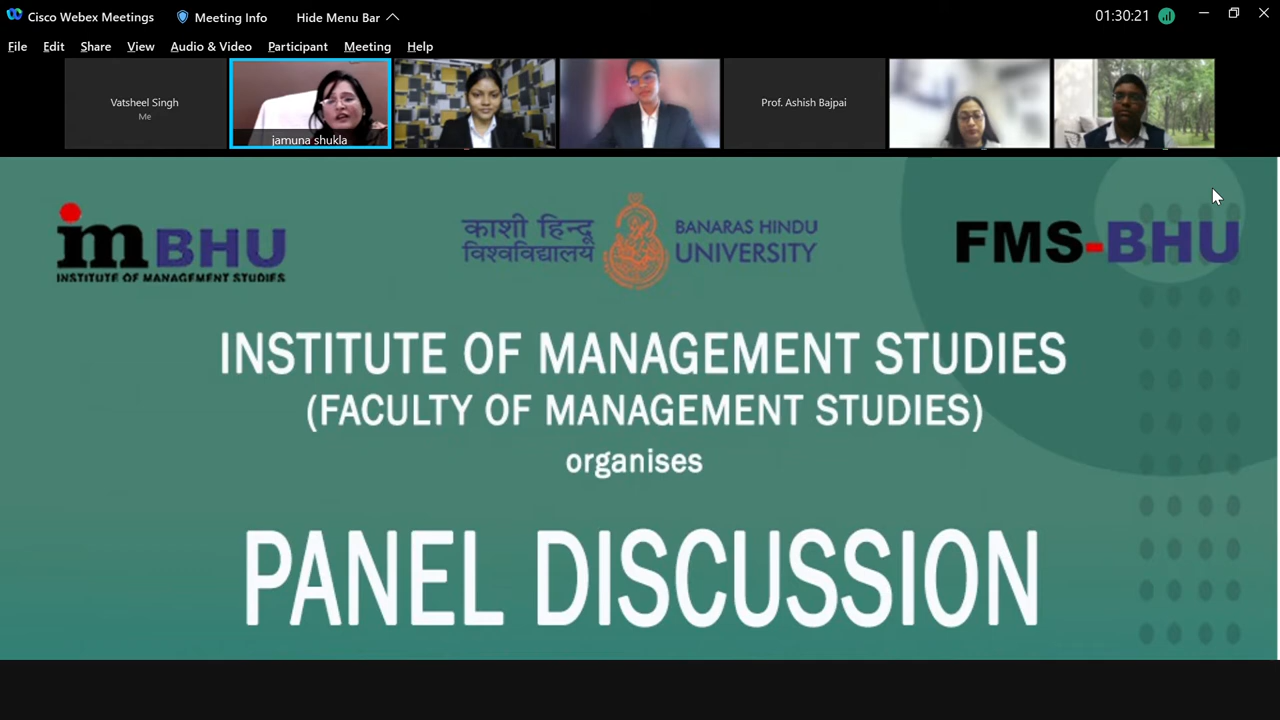 Cisco Webex Meetings
Meeting Info
Hide Menu Bar
01:30:21
File Edit Share View Audio & Video Participant Meeting Help
Vatsheel Singh
Me
jamuna shukla
Prof. Ashish Bajpai
im BHU
INSTITUTE OF MANAGEMENT STUDIES
काशी हिन्दू
विश्वविद्यालय
BANARAS HINDU
UNIVERSITY
FMS-BHU
INSTITUTE OF MANAGEMENT STUDIES
(FACULTY OF MANAGEMENT STUDIES)
organises
PANEL DISCUSSION